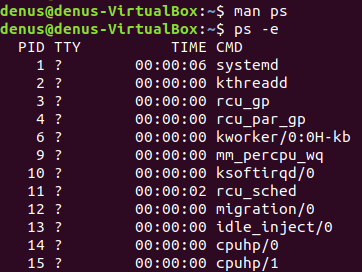 denus@denus-VirtualBox:~$ man ps
denus@denus-VirtualBox:~$ ps -e
PID TTY TIME CMD
1 ? 00:00:06 systemd
2 ? 00:00:00 kthreadd
3 ? 00:00:00 rcu_gp
4 ? 00:00:00 rcu_par_gp
6 ? 00:00:00 kworker/0:0H-kb
9 ? 00:00:00 mm_percpu_wq
10 ? 00:00:00 ksoftirqd/0
11 ? 00:00:02 rcu_sched
12 ? 00:00:00 migration/0
13 ? 00:00:00 idle_inject/0
14 ? 00:00:00 cpuhp/0
15 ? 00:00:00 cpuhp/1